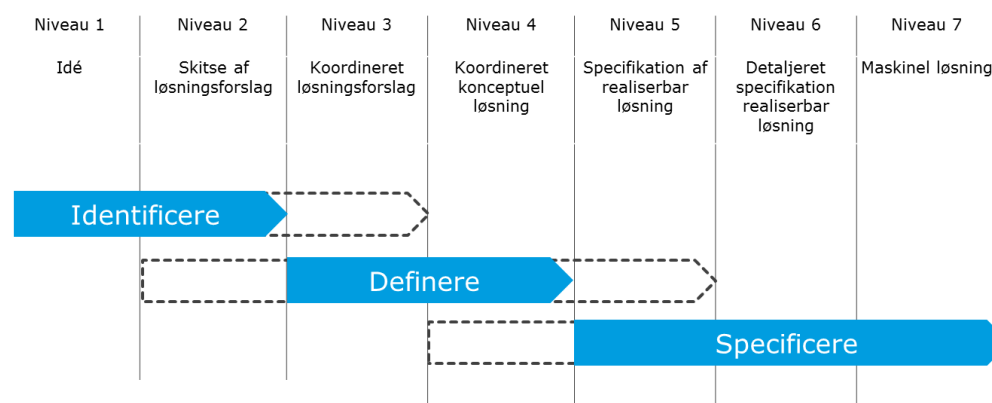 Niveau 1
Niveau 2
Niveau 3
Niveau 4
Niveau 5
Niveau 6
Niveau 7
Idé
Skitse af
løsningsforslag
Koordineret
løsningsforslag
Koordineret
konceptuel
løsning
Specifikation af
realiserbar
løsning
Detaljeret
specifikation
realiserbar
løsning
Maskinel løsning
Identificere
Definere
Specificere